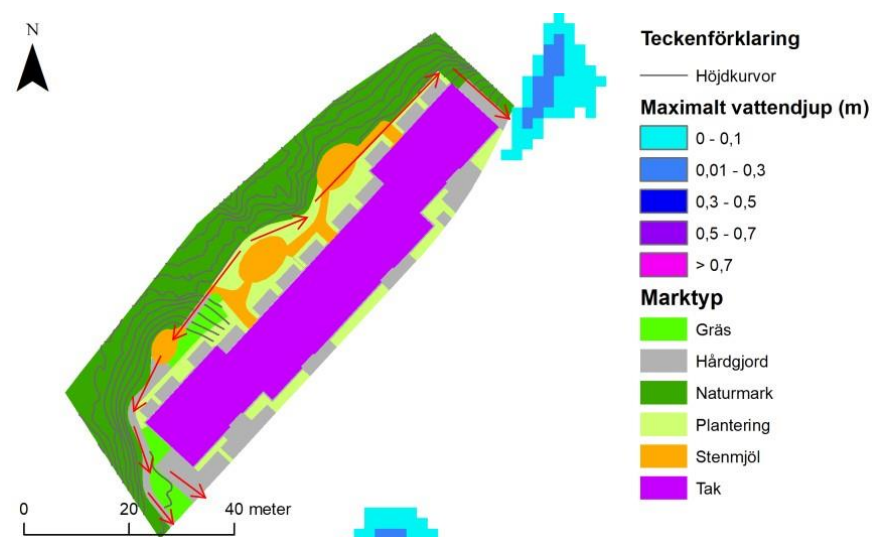 N
0
20
40 meter
Teckenförklaring
Höjdkurvor
Maximalt vattendjup (m)
0 - 0,1
0,01 - 0,3
0,3 - 0,5
0,5 - 0,7
> 0,7
Marktyp
Gräs
Hårdgjord
Naturmark
Plantering
Stenmjöl
Tak